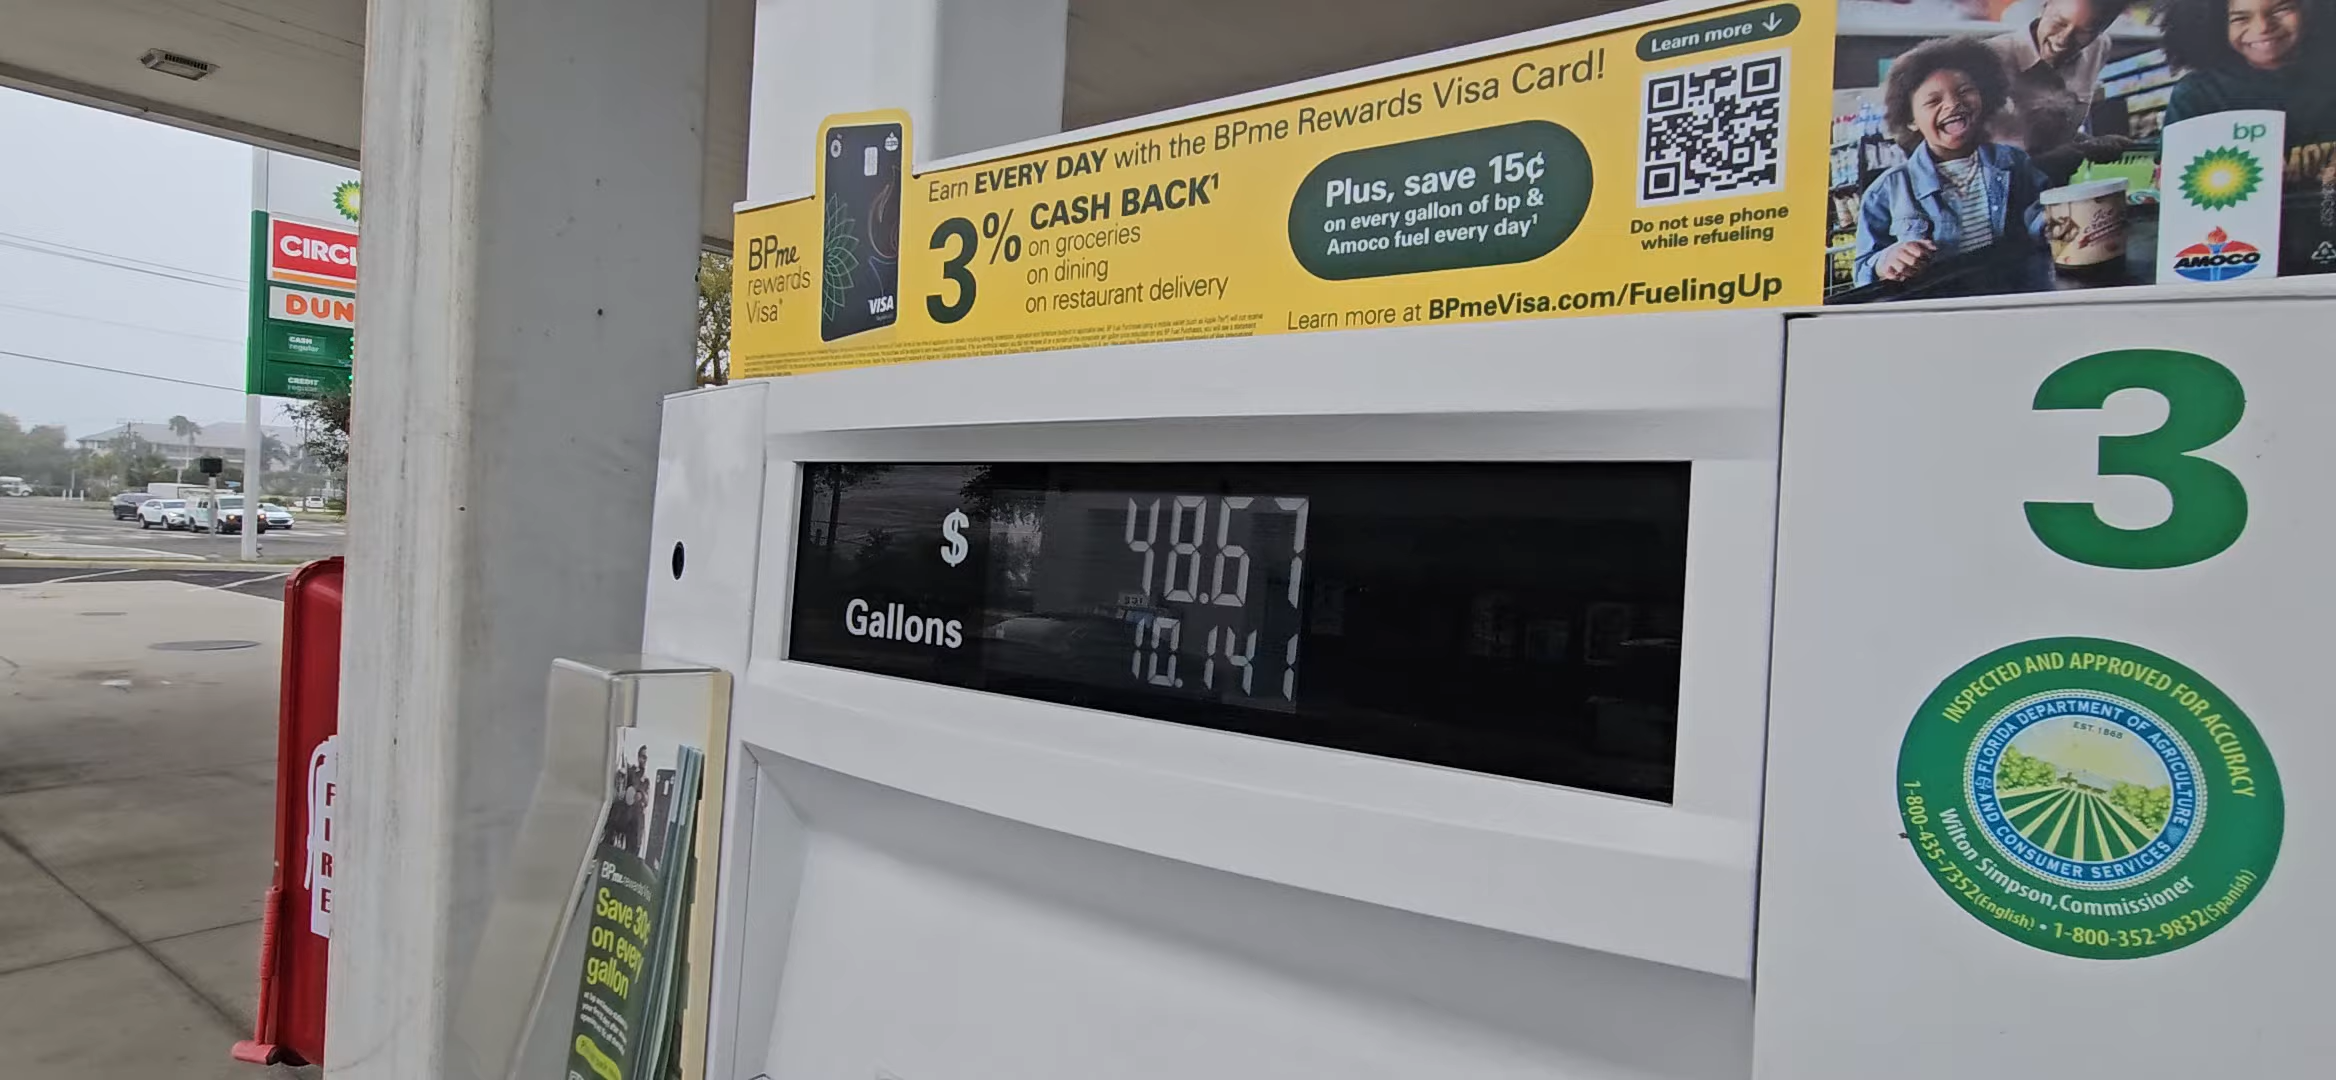 Learn more ↓
Earn EVERY DAY with the BPme Rewards Visa Card!
BPme
rewards
Visa®
VISA
3% CASH BACK¹
on groceries
on dining
on restaurant delivery
Plus, save 15¢
on every gallon of bp &
Amoco fuel every day¹
Do not use phone
while refueling
Learn more at BPmeVisa.com/FuelingUp
bp
AMOCO
CIRCL
DUN
CASH
regular
CREDIT
regular
3
$ 48.67
Gallons 10.141
INSPECTED AND APPROVED FOR ACCURACY
FLORIDA DEPARTMENT OF AGRICULTURE
EST. 1868
AND CONSUMER SERVICES
Wilton Simpson, Commissioner
1-800-435-7352(English) • 1-800-352-9832(Spanish)
FIRE
BPme rewards
Save 30¢
on every
gallon